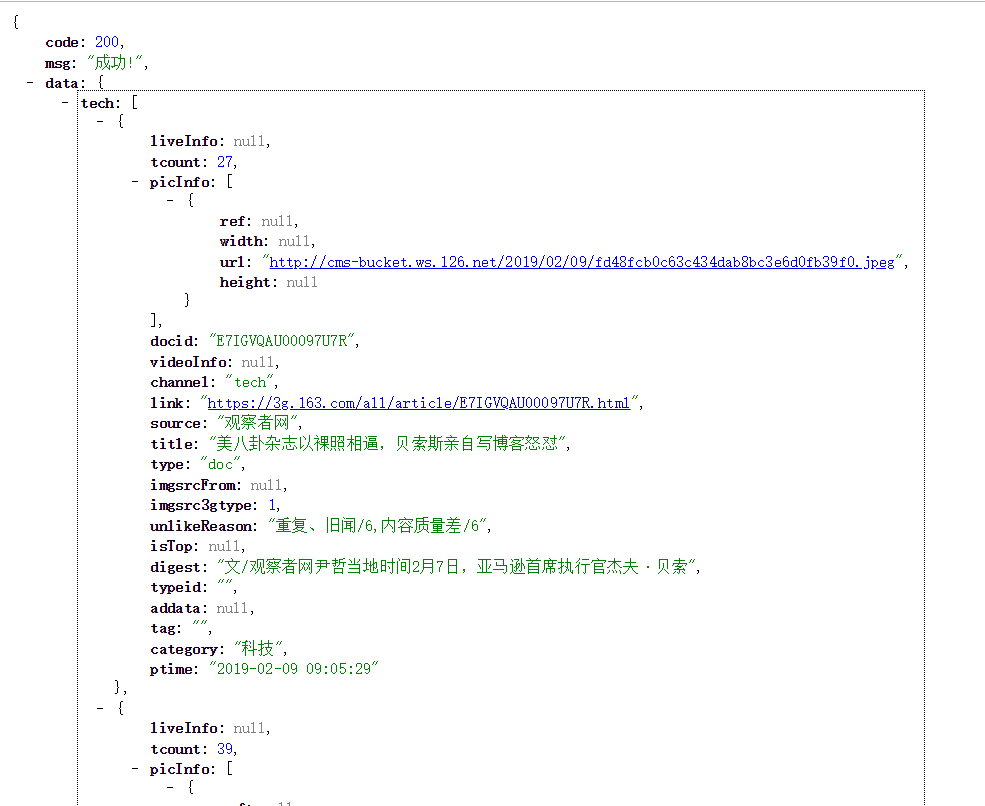 {
code: 200,
msg: "成功!",
- data: {
- tech: [
- {
liveInfo: null,
tcount: 27,
- picInfo: [
- {
ref: null,
width: null,
url: "http://cms-bucket.ws.126.net/2019/02/09/fd48fcb0c63c434dab8bc3e6d0fb39f0.jpeg",
height: null
}
],
docid: "E7IGVQAU00097U7R",
videoInfo: null,
channel: "tech",
link: "https://3g.163.com/all/article/E7IGVQAU00097U7R.html",
source: "观察者网",
title: "美八卦杂志以裸照相逼，贝索斯亲自写博客怒怼",
type: "doc",
imgsrcFrom: null,
imgsrc3gtype: 1,
unlikeReason: "重复、旧闻/6,内容质量差/6",
isTop: null,
digest: "文/观察者网尹哲当地时间2月7日，亚马逊首席执行官杰夫·贝索",
typeid: "",
addata: null,
tag: "",
category: "科技",
ptime: "2019-02-09 09:05:29"
},
- {
liveInfo: null,
tcount: 39,
- picInfo: [
- {